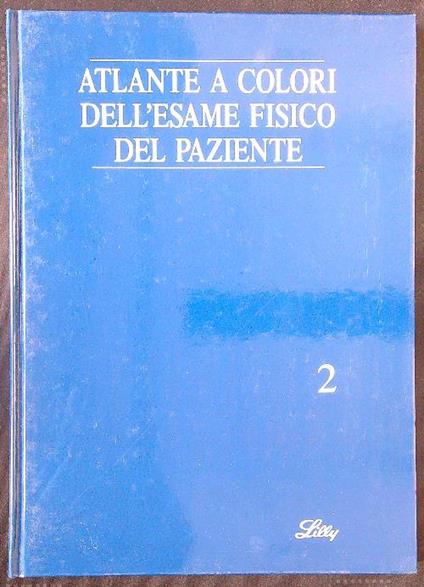 ATLANTE A COLORI
DELL'ESAME FISICO
DEL PAZIENTE
2
Lilly